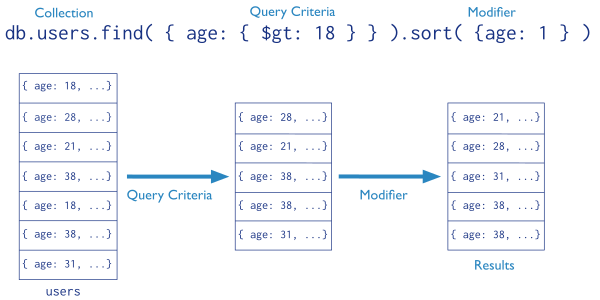 Collection Query Criteria Modifier
db.users.find( { age: { $gt: 18 } } ).sort( {age: 1 } )
{ age: 18, ...}
{ age: 28, ...}
{ age: 21, ...}
{ age: 38, ...}
{ age: 18, ...}
{ age: 38, ...}
{ age: 31, ...}
users
Query Criteria
{ age: 28, ...}
{ age: 21, ...}
{ age: 38, ...}
{ age: 38, ...}
{ age: 31, ...}
Modifier
{ age: 21, ...}
{ age: 28, ...}
{ age: 31, ...}
{ age: 38, ...}
{ age: 38, ...}
Results